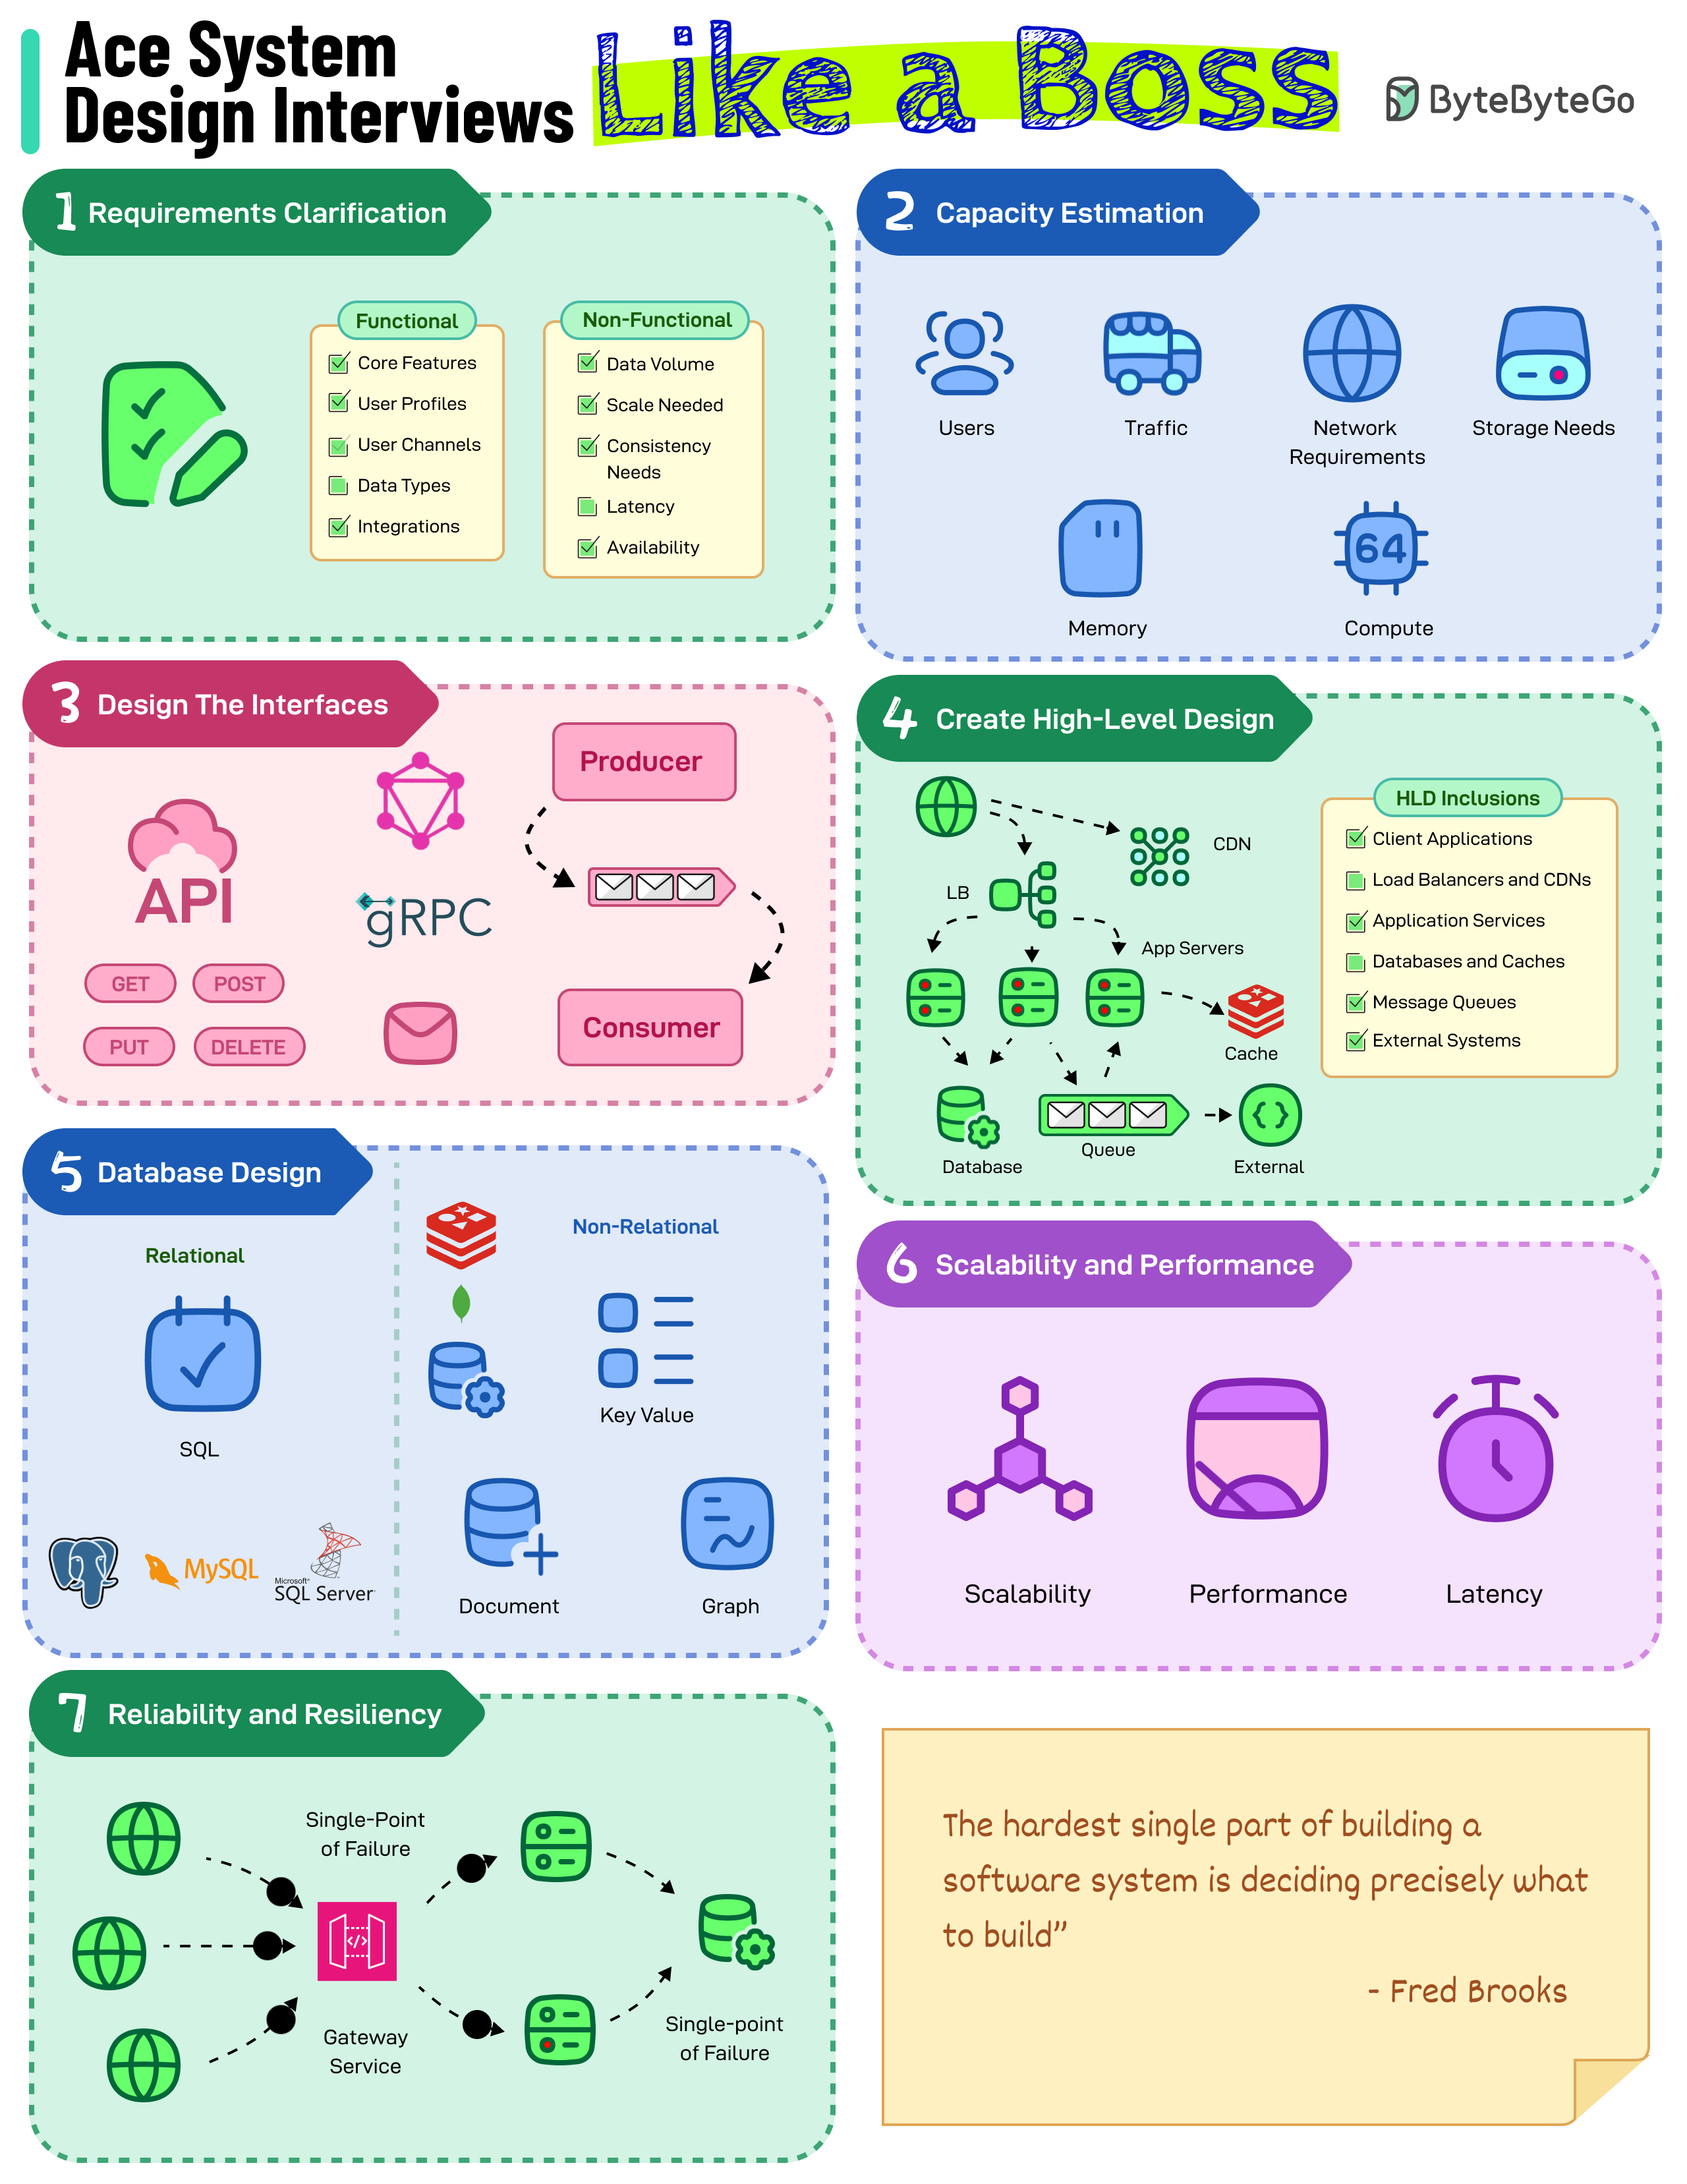 Ace System
Design Interviews
Like a Boss
ByteByteGo
1 Requirements Clarification
Functional
Core Features
User Profiles
User Channels
Data Types
Integrations
Non-Functional
Data Volume
Scale Needed
Consistency
Needs
Latency
Availability
2 Capacity Estimation
Users
Traffic
Network
Requirements
Storage Needs
Memory
64
Compute
3 Design The Interfaces
API
GET
POST
PUT
DELETE
gRPC
Producer
Consumer
4 Create High-Level Design
CDN
LB
App Servers
Cache
Database
Queue
External
HLD Inclusions
Client Applications
Load Balancers and CDNs
Application Services
Databases and Caches
Message Queues
External Systems
5 Database Design
Relational
SQL
MySQL
Microsoft®
SQL Server
Non-Relational
Key Value
Document
Graph
6 Scalability and Performance
Scalability
Performance
Latency
7 Reliability and Resiliency
Single-Point
of Failure
</>
Gateway
Service
Single-point
of Failure
The hardest single part of building a
software system is deciding precisely what
to build”
- Fred Brooks